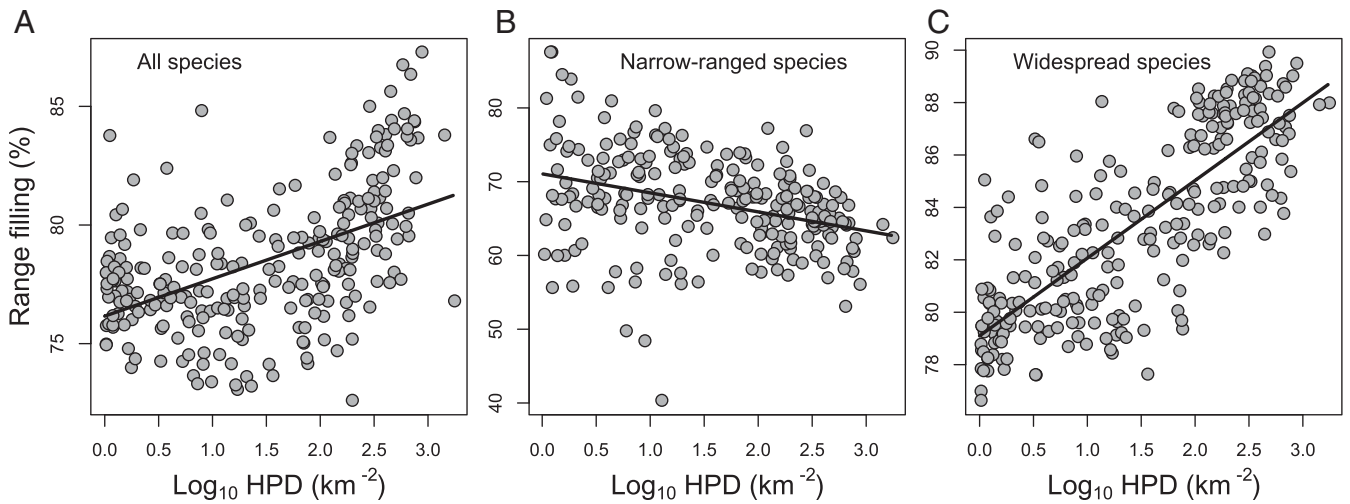 A
B
C
All species
Narrow-ranged species
Widespread species
Range filling (%)
85
80
75
80
70
60
50
40
90
88
86
84
82
80
78
0.0 0.5 1.0 1.5 2.0 2.5 3.0
0.0 0.5 1.0 1.5 2.0 2.5 3.0
0.0 0.5 1.0 1.5 2.0 2.5 3.0
Log₁₀ HPD (km⁻²)
Log₁₀ HPD (km⁻²)
Log₁₀ HPD (km⁻²)